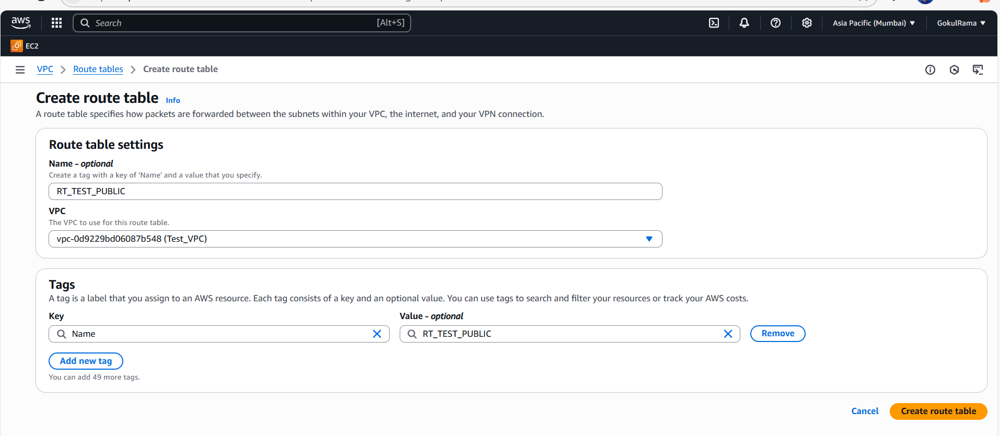 aws
Search [Alt+S]
Asia Pacific (Mumbai) GokulRama
EC2
VPC Route tables Create route table
Create route table Info
A route table specifies how packets are forwarded between the subnets within your VPC, the internet, and your VPN connection.
Route table settings
Name - optional
Create a tag with a key of 'Name' and a value that you specify.
RT_TEST_PUBLIC
VPC
The VPC to use for this route table.
vpc-0d9229bd06087b548 (Test_VPC)
Tags
A tag is a label that you assign to an AWS resource. Each tag consists of a key and an optional value. You can use tags to search and filter your resources or track your AWS costs.
Key Value - optional
Name RT_TEST_PUBLIC Remove
Add new tag
You can add 49 more tags.
Cancel Create route table